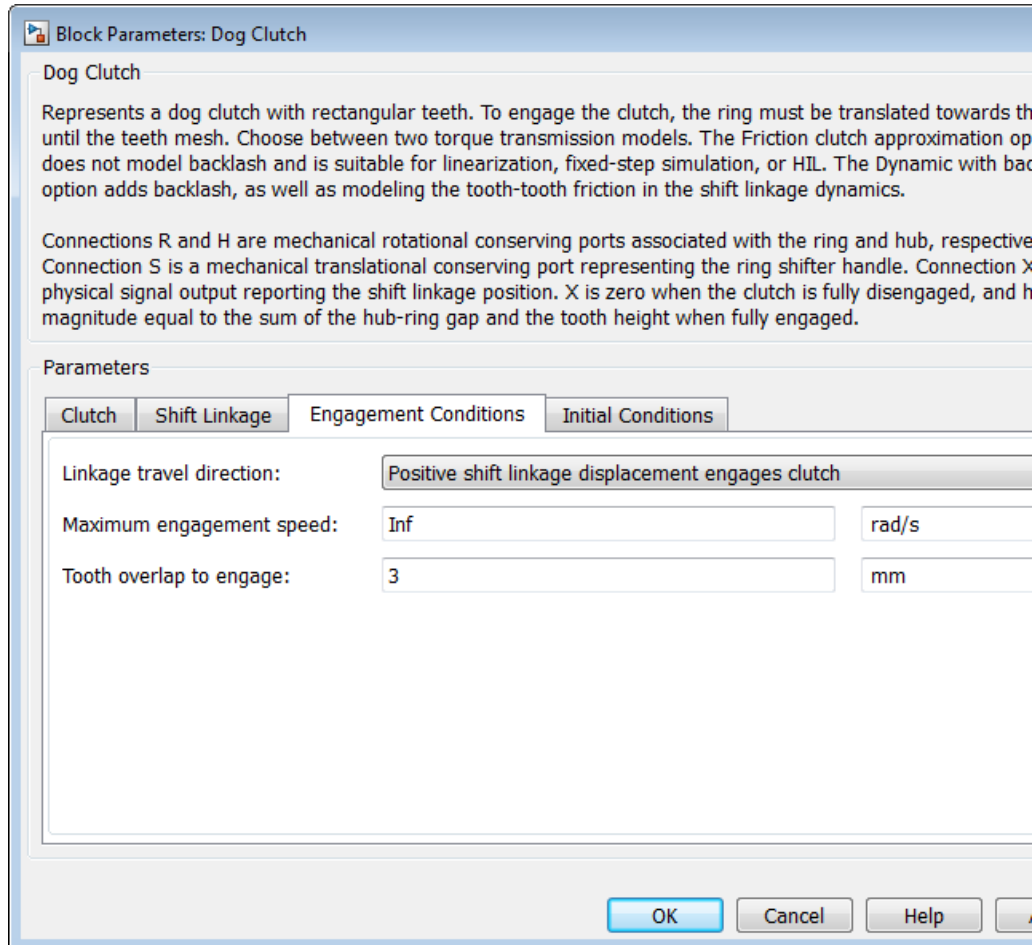 Block Parameters: Dog Clutch
Dog Clutch
Represents a dog clutch with rectangular teeth. To engage the clutch, the ring must be translated towards
until the teeth mesh. Choose between two torque transmission models. The Friction clutch approximation
does not model backlash and is suitable for linearization, fixed-step simulation, or HIL. The Dynamic with
option adds backlash, as well as modeling the tooth-tooth friction in the shift linkage dynamics.
Connections R and H are mechanical rotational conserving ports associated with the ring and hub,
Connection S is a mechanical translational conserving port representing the ring shifter handle. Connection X
physical signal output reporting the shift linkage position. X is zero when the clutch is fully disengaged, and
magnitude equal to the sum of the hub-ring gap and the tooth height when fully engaged.
Parameters
Clutch Shift Linkage Engagement Conditions Initial Conditions
Linkage travel direction: Positive shift linkage displacement engages clutch
Maximum engagement speed: Inf rad/s
Tooth overlap to engage: 3 mm
OK Cancel Help